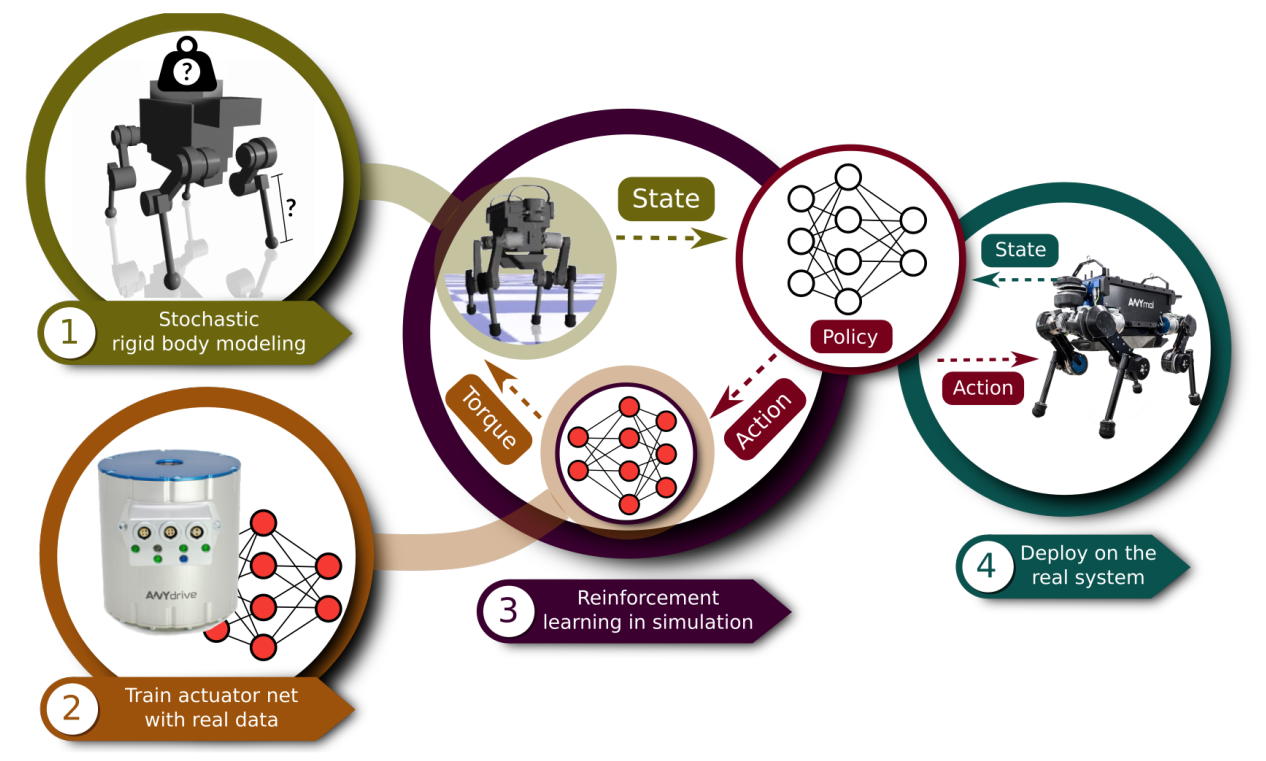 ?
?
1
Stochastic
rigid body modeling
ANYdrive
2
Train actuator net
with real data
State
Torque
Action
Policy
3
Reinforcement
learning in simulation
State
ANYmal
Action
4
Deploy on the
real system